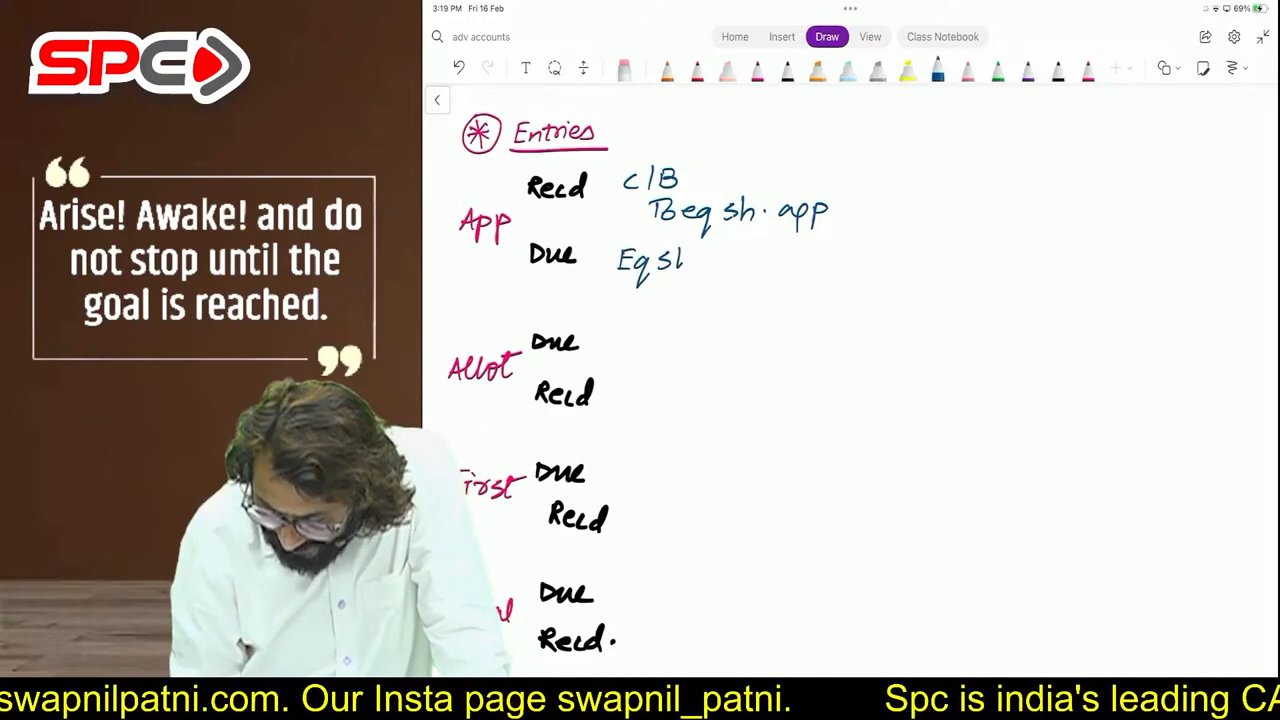 3:19 PM Fri 16 Feb
69%
adv accounts
Home Insert Draw View Class Notebook
SPC
Arise! Awake! and do
not stop until the
goal is reached.
Entries
App
Recd C/B
To eq sh. app
Due Eq sh
Allot
Due
Recd
First
Due
Recd
Due
Recd.
swapnilpatni.com. Our Insta page swapnil_patni. Spc is india's leading CA